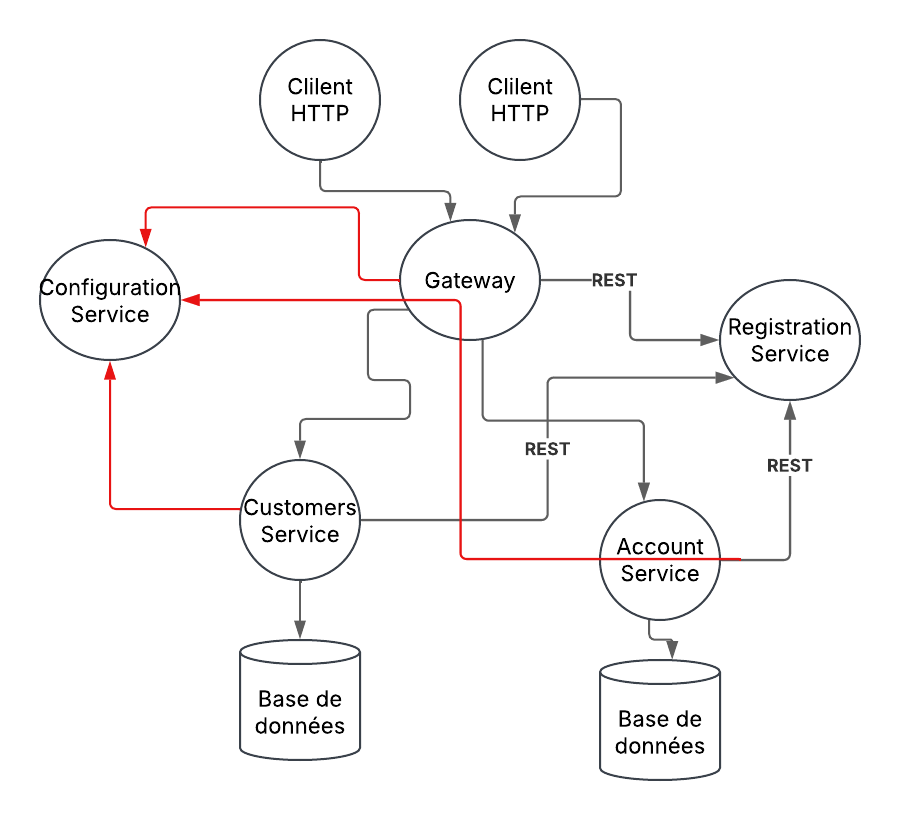 Clilent
HTTP
Clilent
HTTP
Configuration
Service
Gateway
REST
Registration
Service
REST
REST
Customers
Service
Account
Service
Base de
données
Base de
données